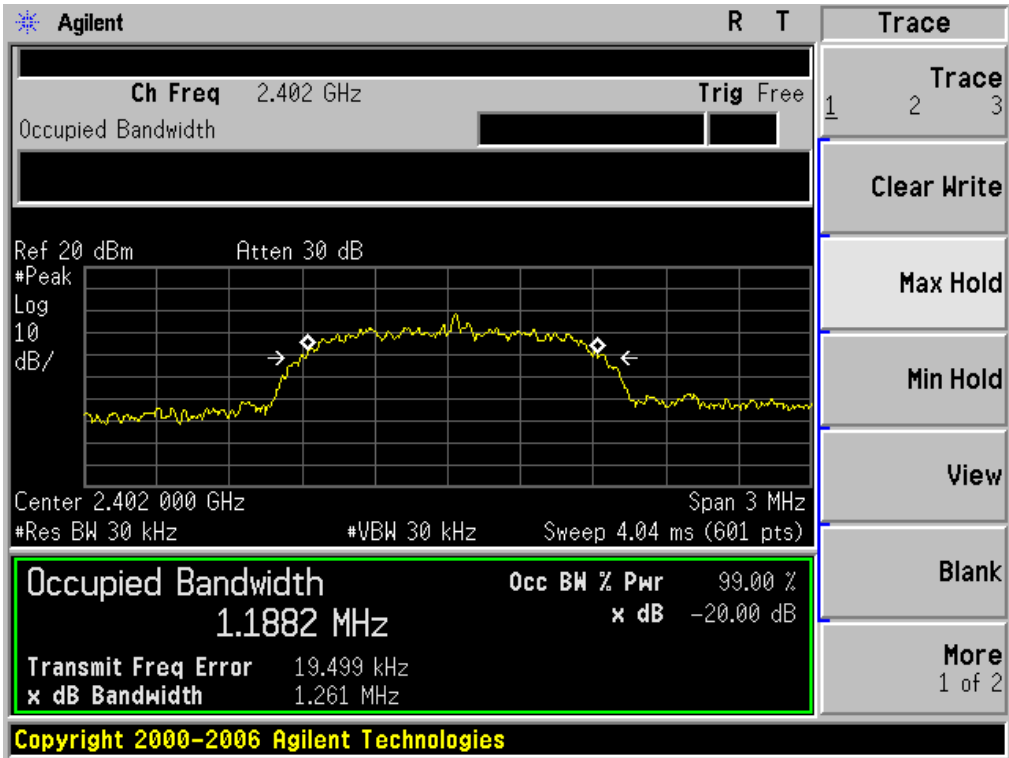 Agilent R T
Ch Freq 2.402 GHz Trig Free
Occupied Bandwidth
Ref 20 dBm Atten 30 dB
#Peak
Log
10
dB/
Center 2.402 000 GHz Span 3 MHz
#Res BW 30 kHz #VBW 30 kHz Sweep 4.04 ms (601 pts)
Occupied Bandwidth Occ BW % Pwr 99.00 %
1.1882 MHz x dB -20.00 dB
Transmit Freq Error 19.499 kHz
x dB Bandwidth 1.261 MHz
Copyright 2000-2006 Agilent Technologies
Trace
Trace
1 2 3
Clear Write
Max Hold
Min Hold
View
Blank
More
1 of 2